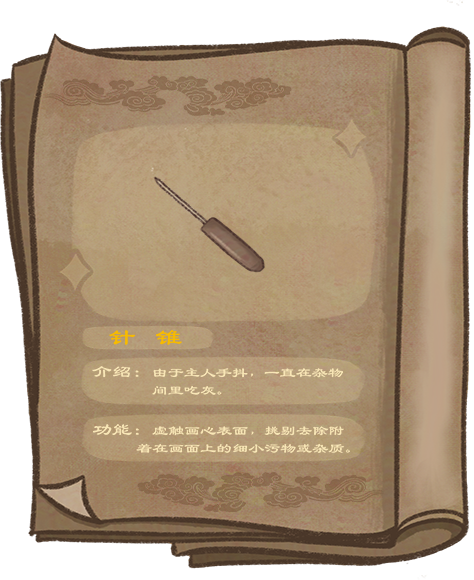 针 锥
介绍：由于主人手抖，一直在杂物
间里吃灰。
功能：虚触画心表面，挑剔去除附
着在画面上的细小污物或杂质。